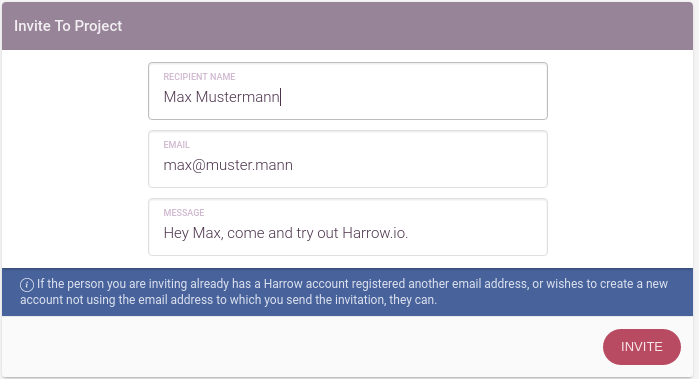 Invite To Project
RECIPIENT NAME
Max Mustermann
EMAIL
max@muster.mann
MESSAGE
Hey Max, come and try out Harrow.io.
If the person you are inviting already has a Harrow account registered another email address, or wishes to create a new
account not using the email address to which you send the invitation, they can.
INVITE